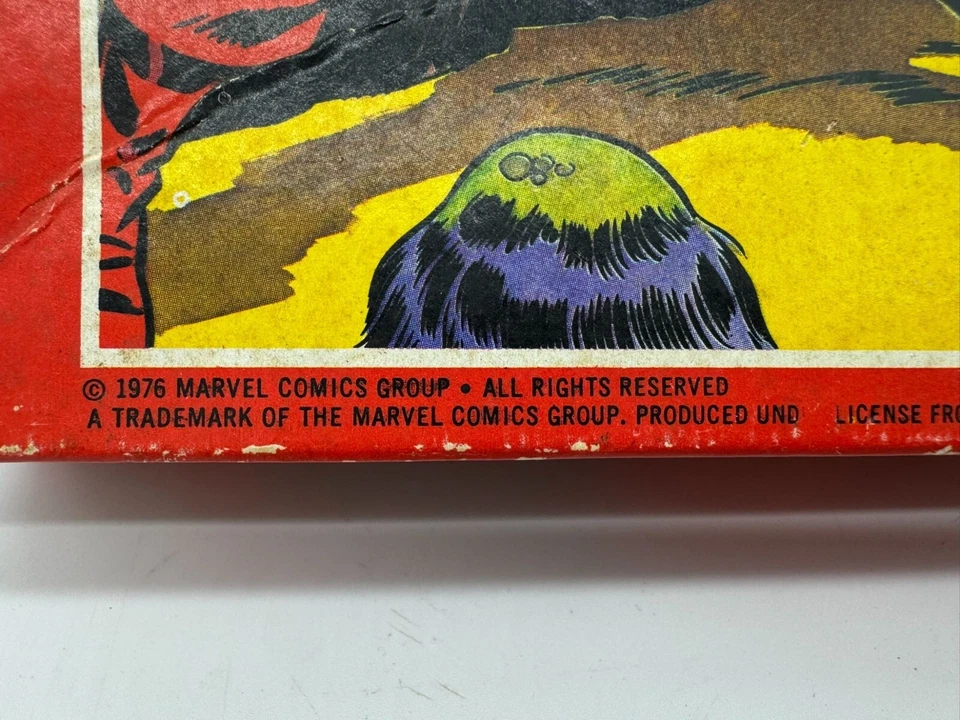 © 1976 MARVEL COMICS GROUP • ALL RIGHTS RESERVED
A TRADEMARK OF THE MARVEL COMICS GROUP. PRODUCED UND LICENSE FRO